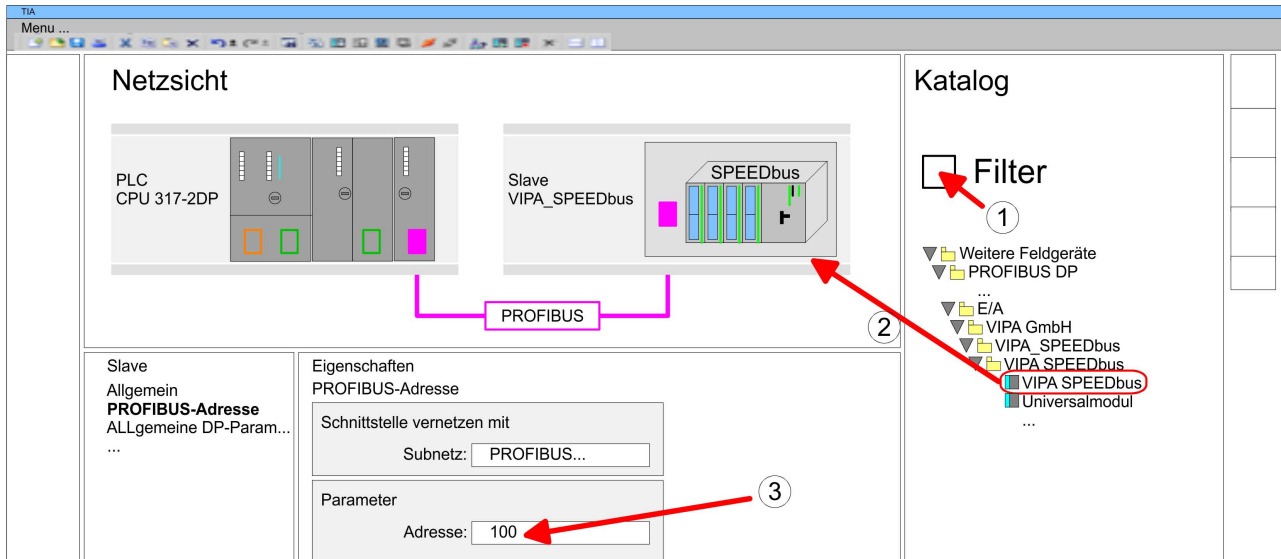 TIA
Menu ...
Netzsicht
PLC
CPU 317-2DP
Slave
VIPA_SPEEDbus
SPEEDbus
PROFIBUS
2
Katalog
Filter
1
Weitere Feldgeräte
PROFIBUS DP
...
E/A
VIPA GmbH
VIPA_SPEEDbus
VIPA SPEEDbus
VIPA SPEEDbus
Universalmodul
...
Slave
Allgemein
PROFIBUS-Adresse
ALLgemeine DP-Param...
...
Eigenschaften
PROFIBUS-Adresse
Schnittstelle vernetzen mit
Subnetz: PROFIBUS...
Parameter
Adresse: 100
3